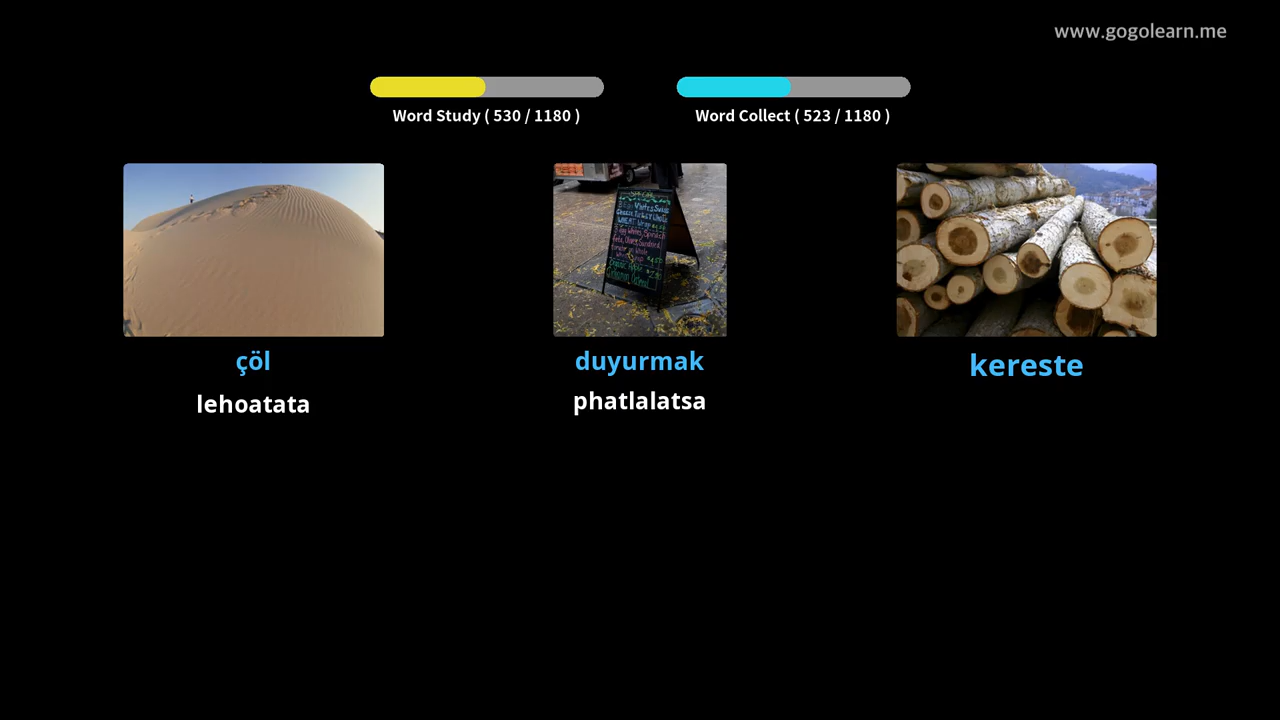 www.gogolearn.me
Word Study ( 530 / 1180 )
Word Collect ( 523 / 1180 )
çöl
duyurmak
kereste
lehoatata
phatlalatsa